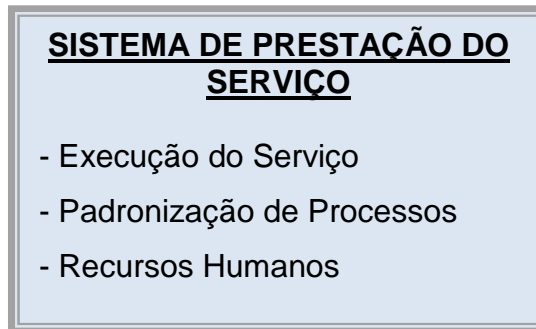 SISTEMA DE PRESTAÇÃO DO
SERVIÇO
- Execução do Serviço
- Padronização de Processos
- Recursos Humanos